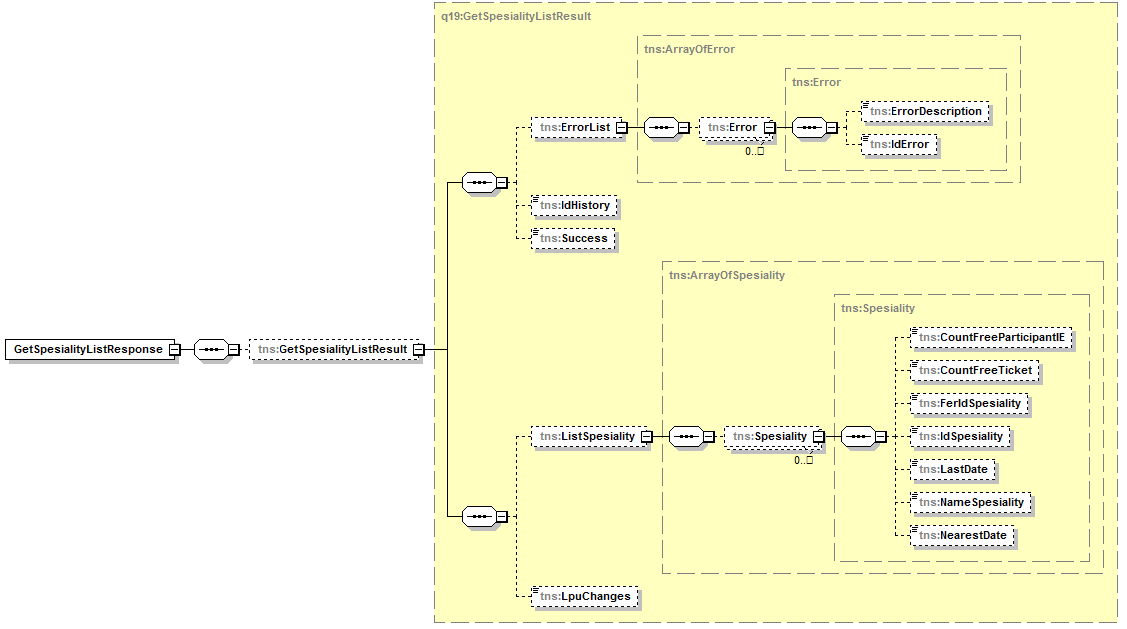 q19:GetSpesialityListResult
tns:ArrayOfError
tns:Error
tns:ErrorDescription
tns:ErrorList
tns:Error
0..□
tns:IdError
tns:IdHistory
tns:Success
tns:ArrayOfSpesiality
tns:Spesiality
tns:CountFreeParticipantIE
GetSpesialityListResponse
tns:GetSpesialityListResult
tns:CountFreeTicket
tns:FerIdSpesiality
tns:ListSpesiality
tns:Spesiality
0..□
tns:IdSpesiality
tns:LastDate
tns:NameSpesiality
tns:NearestDate
tns:LpuChanges